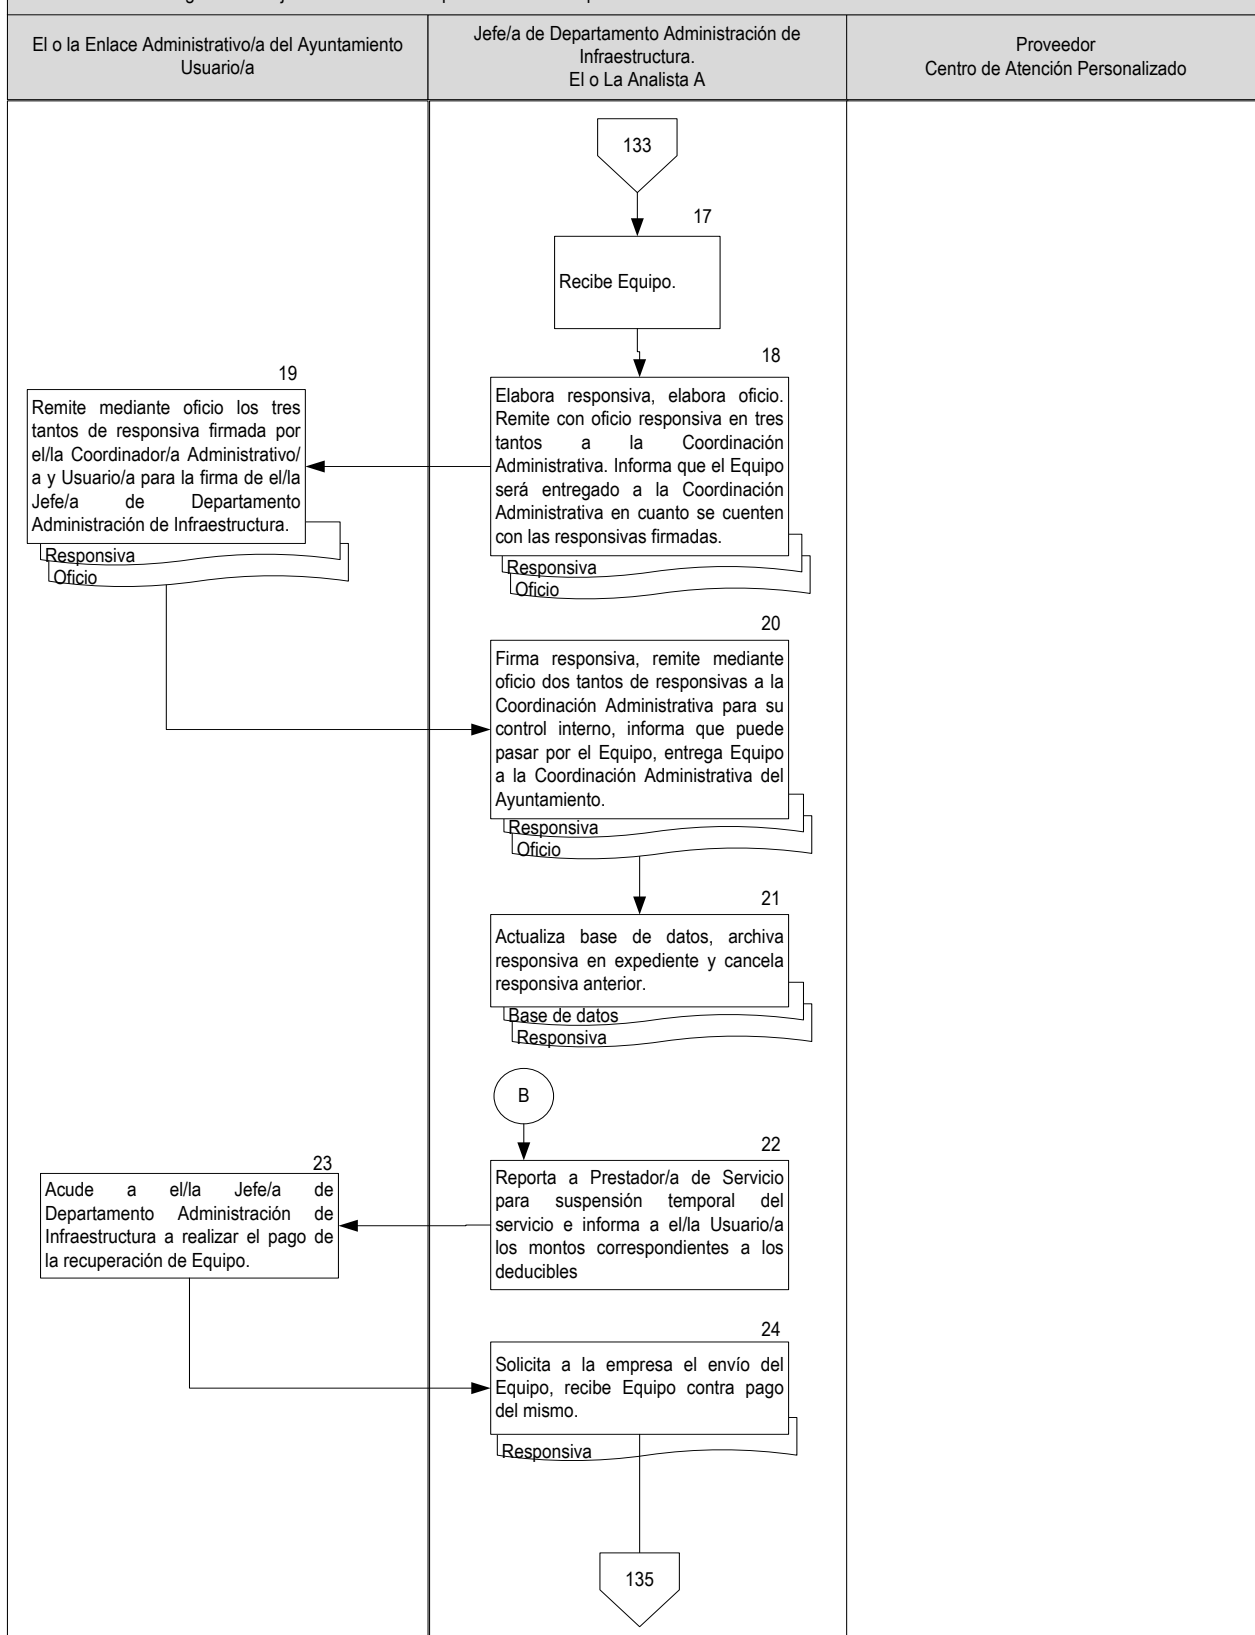 El o la Enlace Administrativo/a del Ayuntamiento
Usuario/a
Jefe/a de Departamento Administración de
Infraestructura.
El o La Analista A
Proveedor
Centro de Atención Personalizado
133
17
Recibe Equipo.
18
Elabora responsiva, elabora oficio.
Remite con oficio responsiva en tres
tantos a la Coordinación
Administrativa. Informa que el Equipo
será entregado a la Coordinación
Administrativa en cuanto se cuenten
con las responsivas firmadas.
Responsiva
Oficio
19
Remite mediante oficio los tres
tantos de responsiva firmada por
el/la Coordinador/a Administrativo/
a y Usuario/a para la firma de el/la
Jefe/a de Departamento
Administración de Infraestructura.
Responsiva
Oficio
20
Firma responsiva, remite mediante
oficio dos tantos de responsivas a la
Coordinación Administrativa para su
control interno, informa que puede
pasar por el Equipo, entrega Equipo
a la Coordinación Administrativa del
Ayuntamiento.
Responsiva
Oficio
21
Actualiza base de datos, archiva
responsiva en expediente y cancela
responsiva anterior.
Base de datos
Responsiva
B
22
Reporta a Prestador/a de Servicio
para suspensión temporal del
servicio e informa a el/la Usuario/a
los montos correspondientes a los
deducibles
23
Acude a el/la Jefe/a de
Departamento Administración de
Infraestructura a realizar el pago de
la recuperación de Equipo.
24
Solicita a la empresa el envío del
Equipo, recibe Equipo contra pago
del mismo.
Responsiva
135